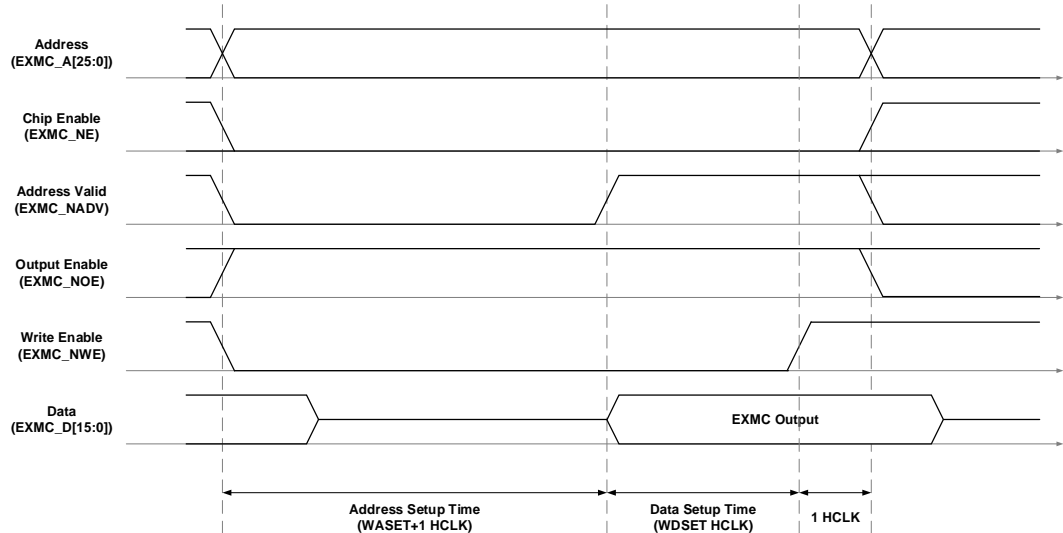 Address
(EXMC_A[25:0])
Chip Enable
(EXMC_NE)
Address Valid
(EXMC_NADV)
Output Enable
(EXMC_NOE)
Write Enable
(EXMC_NWE)
Data
(EXMC_D[15:0])
EXMC Output
Address Setup Time
(WASET+1 HCLK)
Data Setup Time
(WDSET HCLK)
1 HCLK